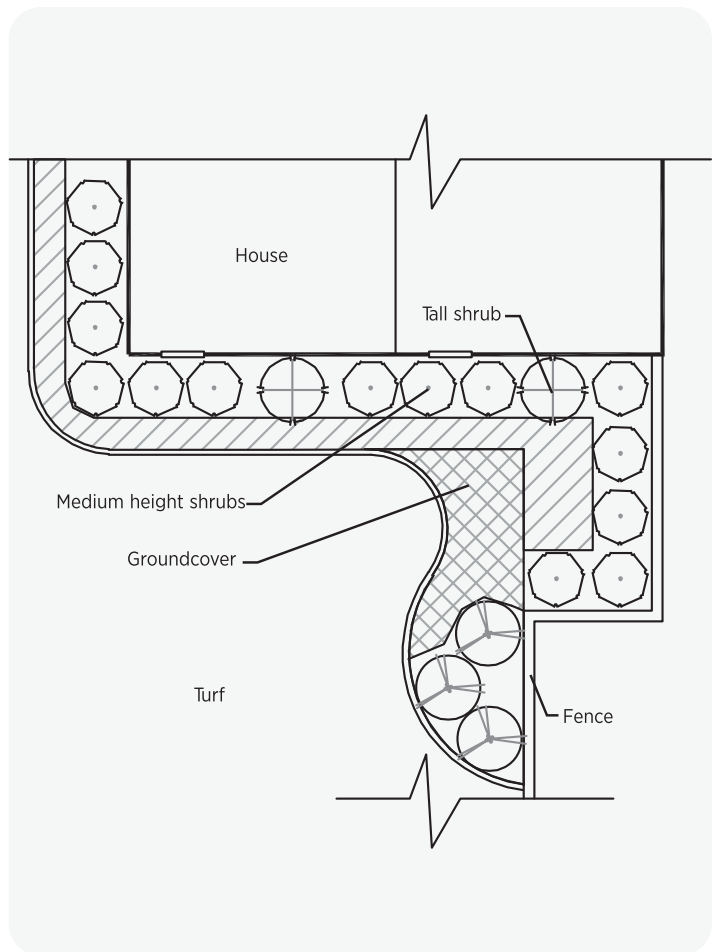 House
Tall shrub
Medium height shrubs
Groundcover
Turf
Fence